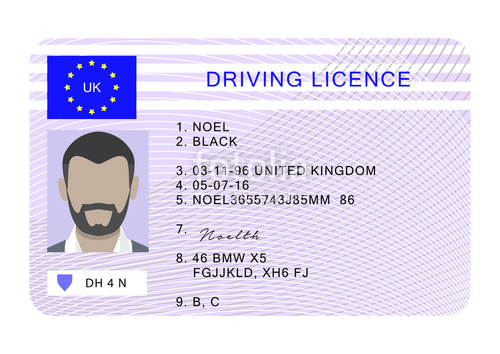 UK
DRIVING LICENCE
1. NOEL
2. BLACK
3. 03-11-96 UNITED KINGDOM
4. 05-07-16
5. NOEL3655743J85MM 86
7. Noelth
8. 46 BMW X5
FGJJKLD, XH6 FJ
9. B, C
DH 4 N
fotolia